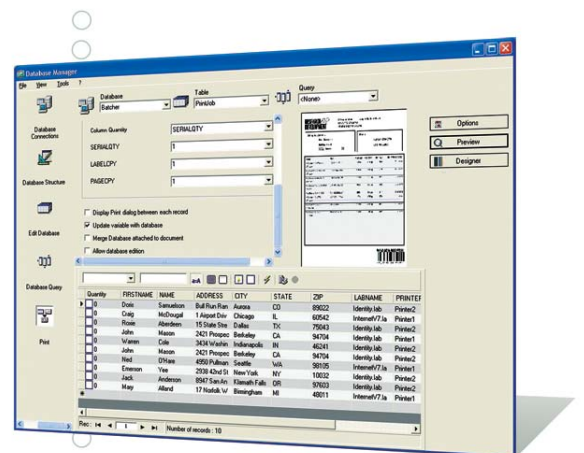 Database Manager
File View Tools ?
Database
Batcher
Table
PrintJob
Query
<None>
Database
Connections
Database Structure
Edit Database
Database Query
Print
Column Quantity SERIALQTY
SERIALQTY 1
LABELCPY 1
PAGECPY 1
Display Print dialog between each record
Update variable with database
Merge Database attached to document
Allow database edition
Options
Preview
Designer
Quantity FIRSTNAME NAME ADDRESS CITY STATE ZIP LABNAME PRINTER
0 Doris Samuelson Bull Run Ran Aurora CO 89022 Identity.lab Printer2
0 Craig McDougal 1 Airport Driv Chicago IL 60542 InternetV7.la Printer1
0 Roxie Aberdeen 15 State Stre Dallas TX 75043 Identity.lab Printer2
0 John Mason 2421 Prospec Berkeley CA 94704 Identity.lab Printer1
0 Warren Cole 3434 Washin Indianapolis IN 46241 Identity.lab Printer2
0 John Mason 2421 Prospec Berkeley CA 94704 Identity.lab Printer2
0 Ned O'Hare 4950 Pullman Seattle WA 98105 InternetV7.la Printer1
0 Emerson Vee 2938 42nd St New York NY 10032 Identity.lab Printer2
0 Jack Anderson 8947 San An Klamath Falls OR 97603 Identity.lab Printer2
0 Mary Alland 17 Norfolk W Birmingham MI 48011 InternetV7.la Printer1
Rec: 1 Number of records : 10